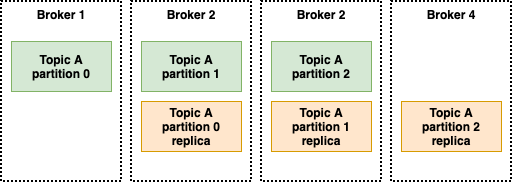 Broker 1
Broker 2
Broker 2
Broker 4
Topic A
partition 0
Topic A
partition 1
Topic A
partition 2
Topic A
partition 0
replica
Topic A
partition 1
replica
Topic A
partition 2
replica